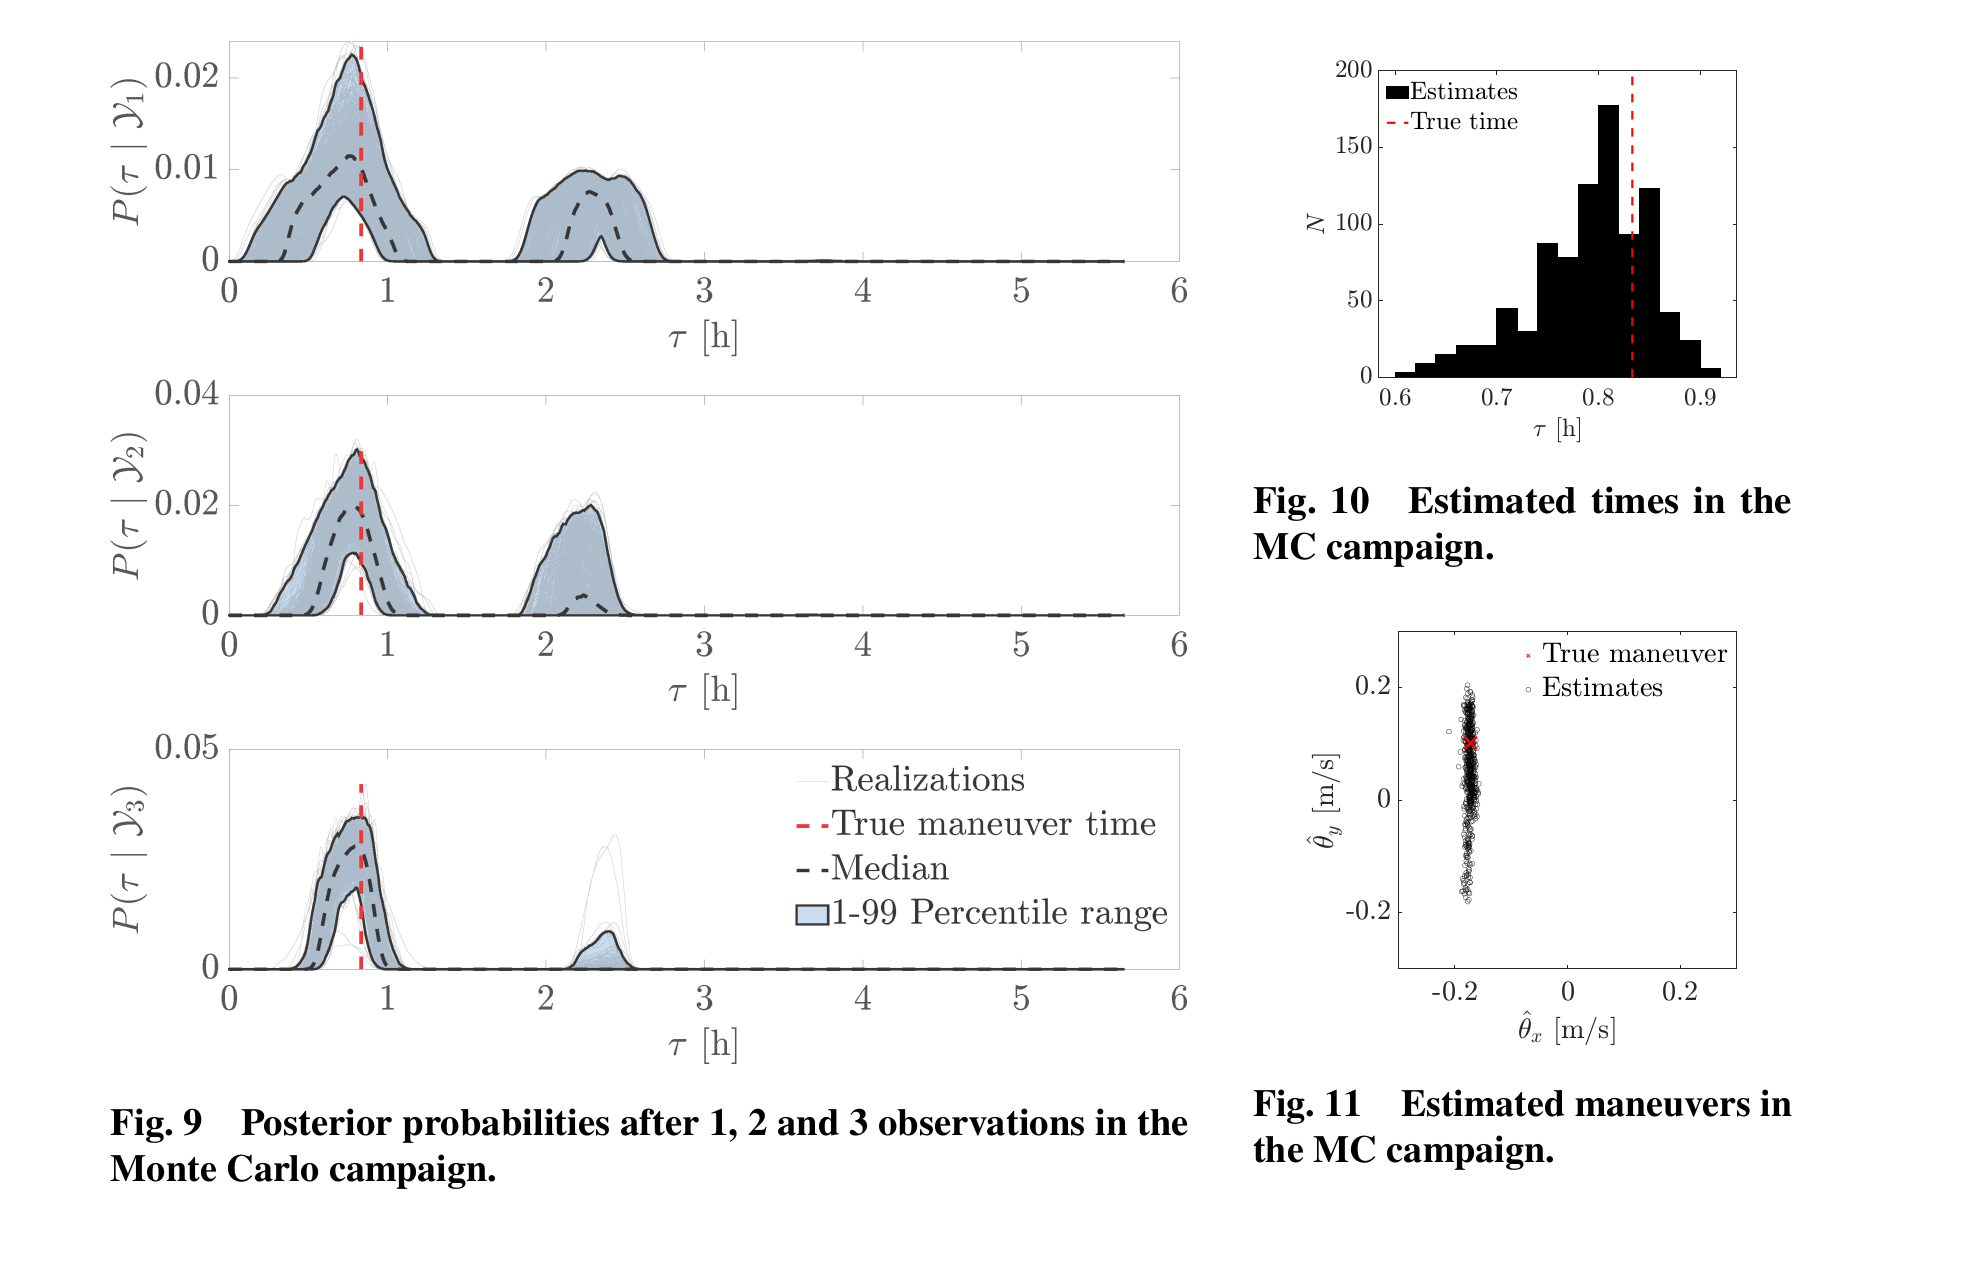 0.02
0.01
0
P(τ | 𝒴₁)
0 1 2 3 4 5 6
τ [h]
0.04
0.02
0
P(τ | 𝒴₂)
0 1 2 3 4 5 6
τ [h]
0.05
0
P(τ | 𝒴₃)
Realizations
True maneuver time
Median
1-99 Percentile range
0 1 2 3 4 5 6
τ [h]
Fig. 9 Posterior probabilities after 1, 2 and 3 observations in the
Monte Carlo campaign.
200
150
100
50
0
N
Estimates
True time
0.6 0.7 0.8 0.9
τ [h]
Fig. 10 Estimated times in the
MC campaign.
0.2
0
-0.2
θ̂y [m/s]
True maneuver
Estimates
-0.2 0 0.2
θ̂x [m/s]
Fig. 11 Estimated maneuvers in
the MC campaign.